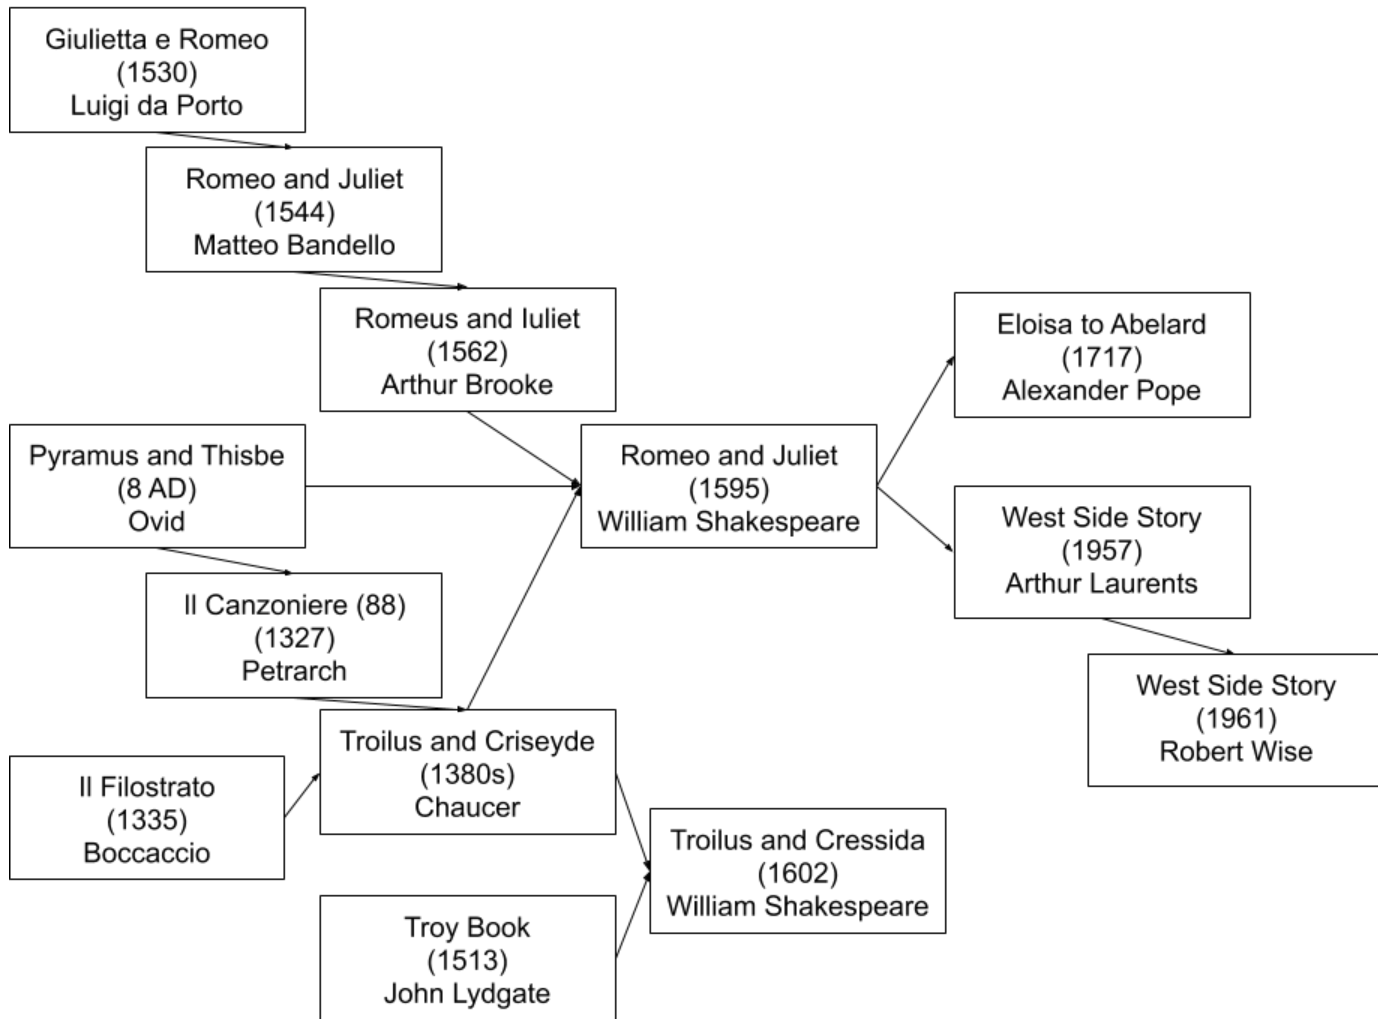 Giulietta e Romeo
(1530)
Luigi da Porto
Romeo and Juliet
(1544)
Matteo Bandello
Romeus and Iuliet
(1562)
Arthur Brooke
Eloisa to Abelard
(1717)
Alexander Pope
Pyramus and Thisbe
(8 AD)
Ovid
Romeo and Juliet
(1595)
William Shakespeare
West Side Story
(1957)
Arthur Laurents
Il Canzoniere (88)
(1327)
Petrarch
West Side Story
(1961)
Robert Wise
Troilus and Criseyde
(1380s)
Chaucer
Il Filostrato
(1335)
Boccaccio
Troilus and Cressida
(1602)
William Shakespeare
Troy Book
(1513)
John Lydgate